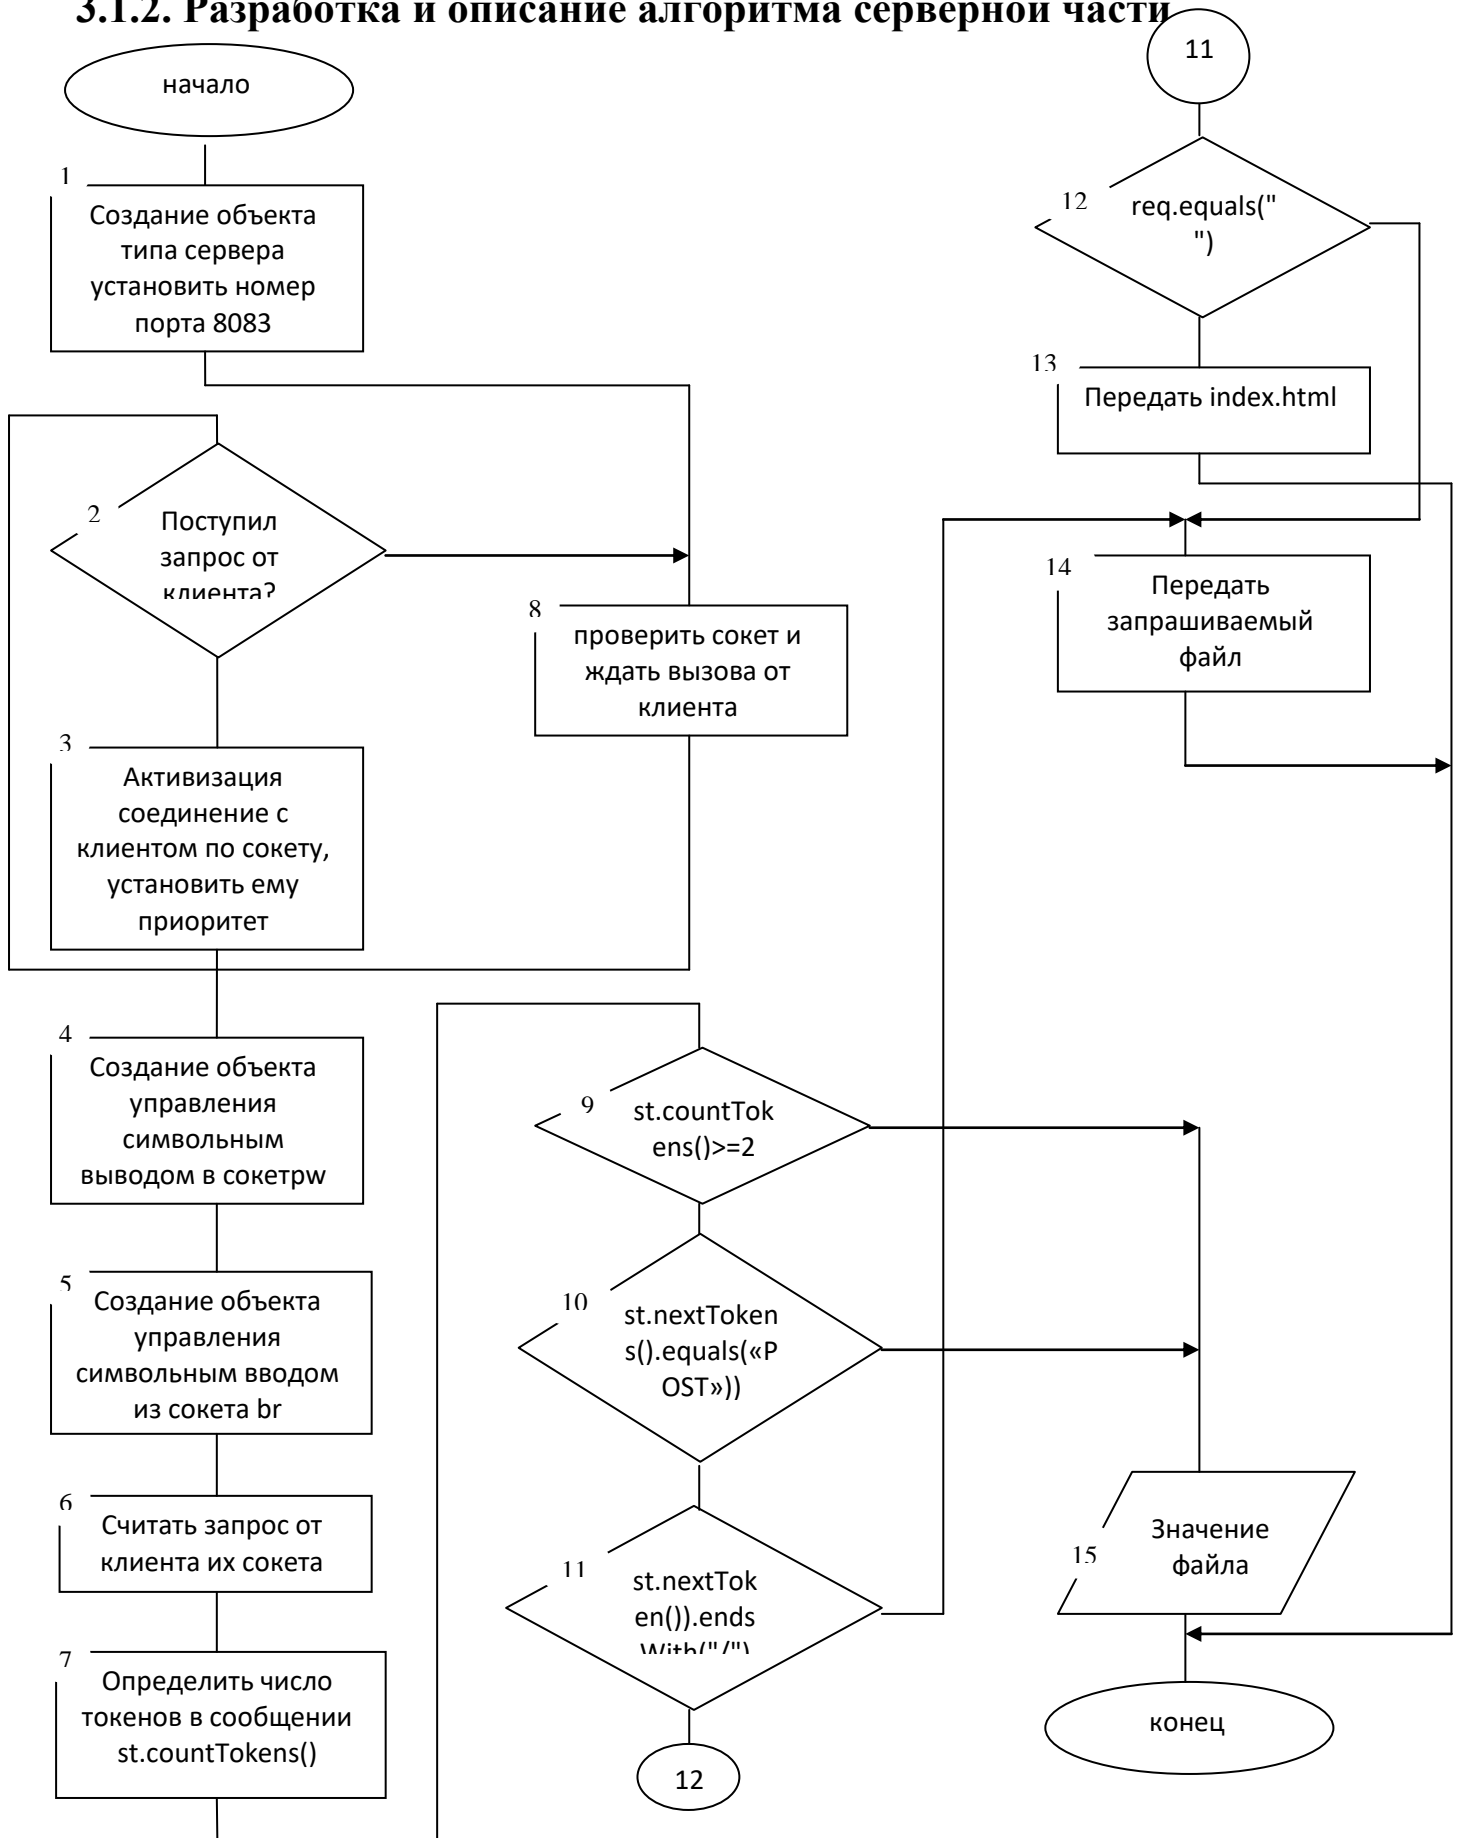 3.1.2. Разработка и описание алгоритма серверной части
начало
1
Создание объекта
типа сервера
установить номер
порта 8083
2
Поступил
запрос от
клиента?
3
Активизация
соединение с
клиентом по сокету,
установить ему
приоритет
4
Создание объекта
управления
символьным
выводом в сокетpw
5
Создание объекта
управления
символьным вводом
из сокета br
6
Считать запрос от
клиента их сокета
7
Определить число
токенов в сообщении
st.countTokens()
8
проверить сокет и
ждать вызова от
клиента
9
st.countTok
ens()>=2
10
st.nextToken
s().equals(«P
OST»))
11
st.nextTok
en()).ends
With("/")
12
11
12
req.equals("
")
13
Передать index.html
14
Передать
запрашиваемый
файл
15
Значение
файла
конец